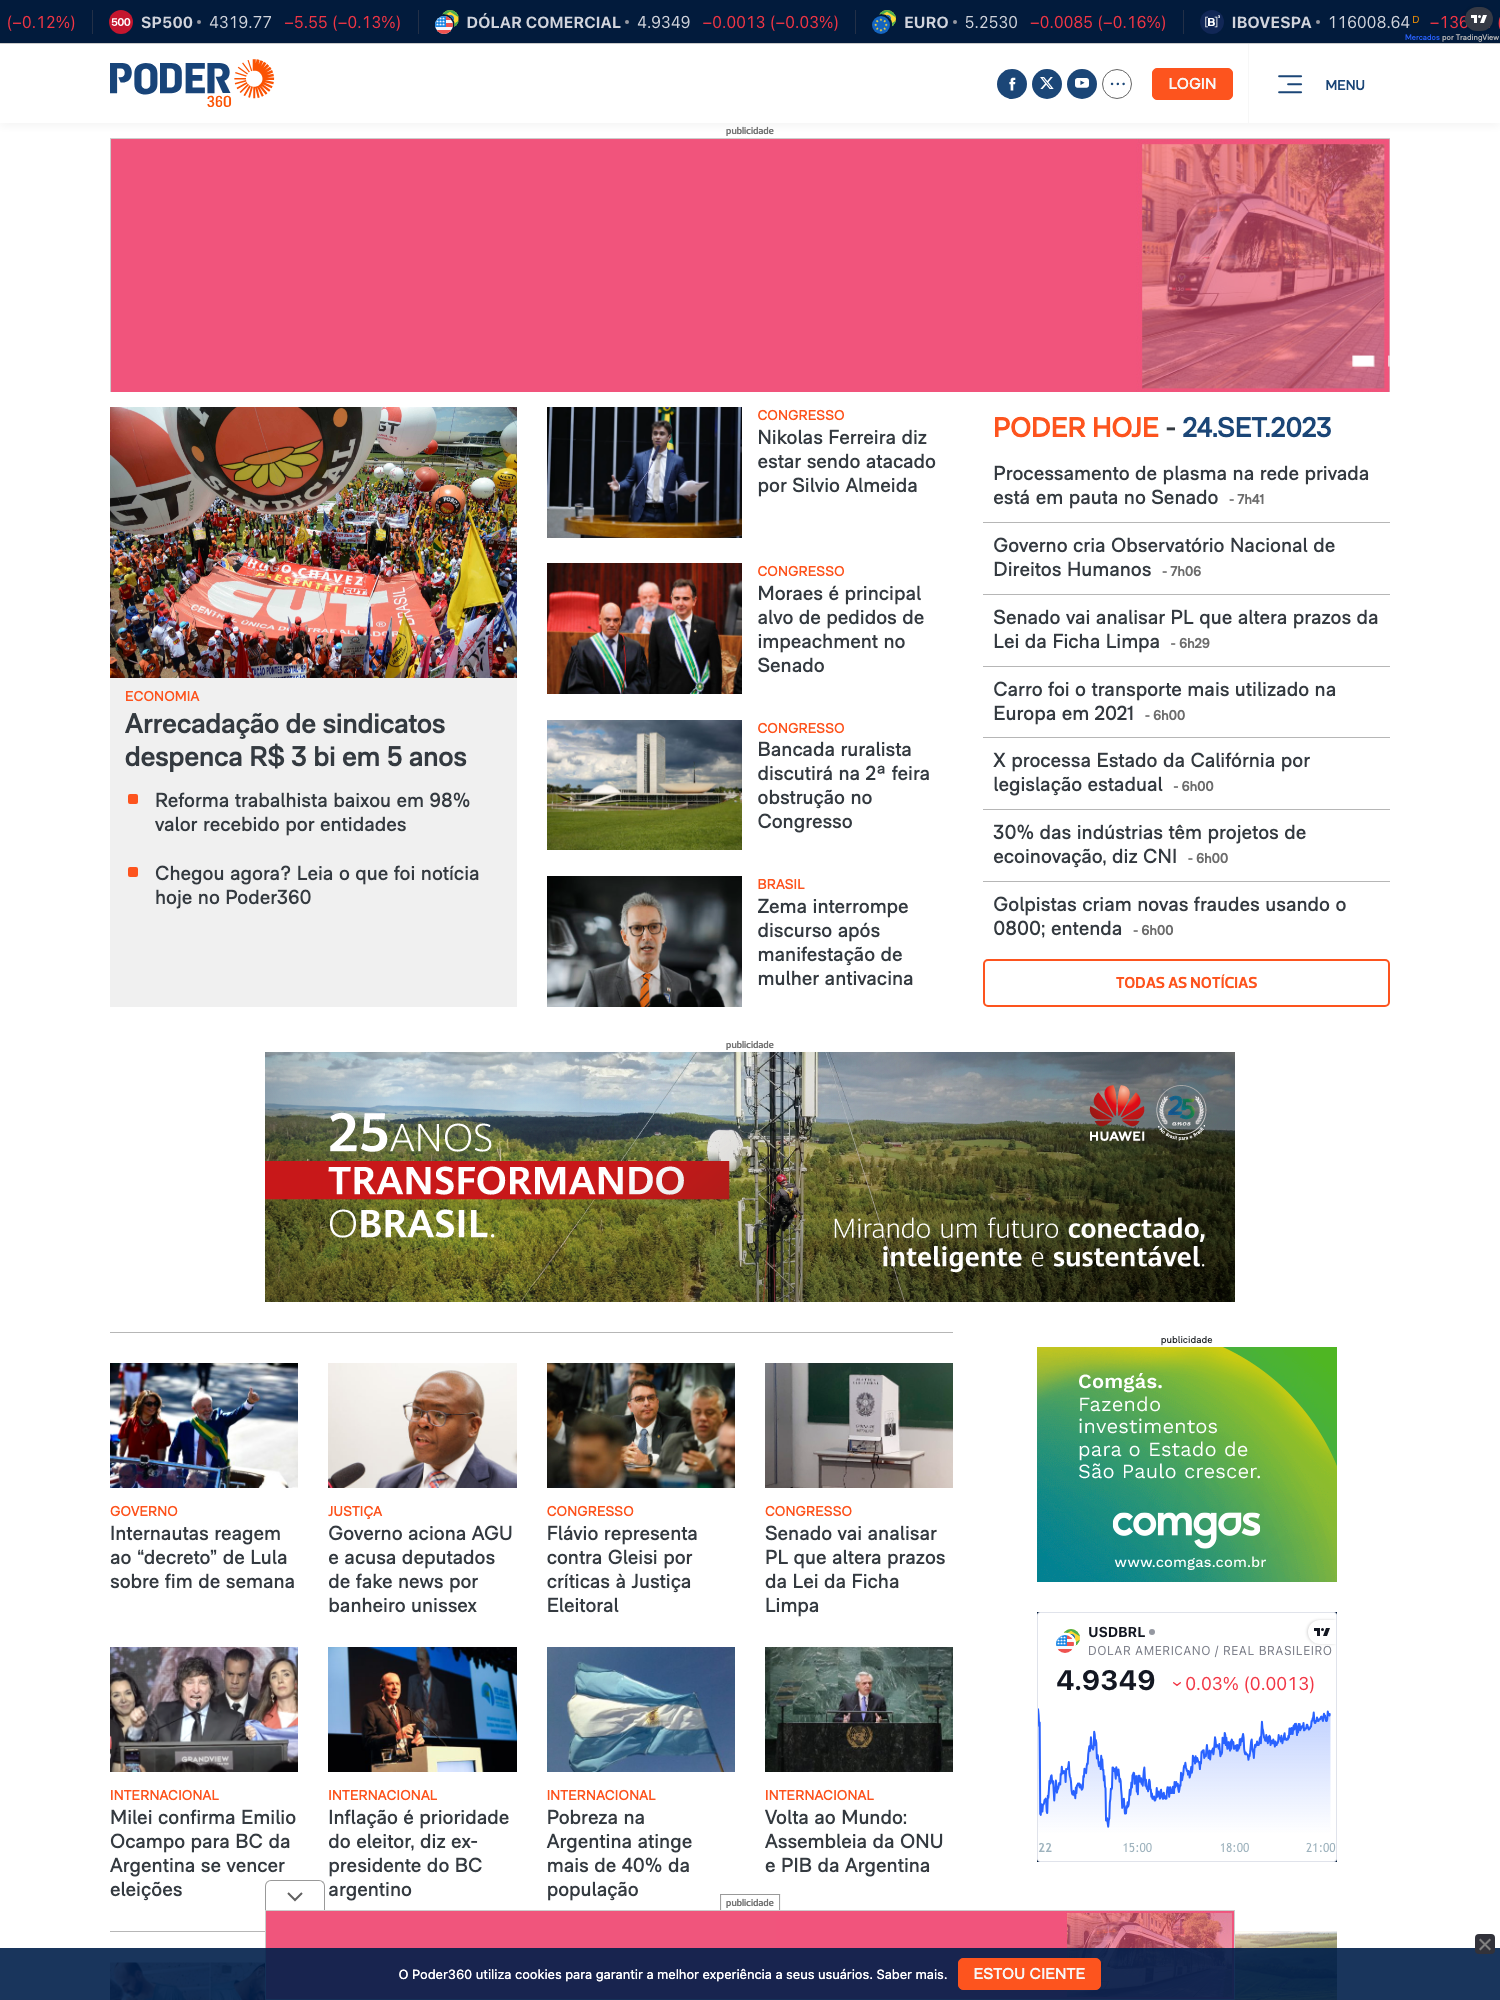 (−0.12%) SP500 4319.77 −5.55 (−0.13%) DÓLAR COMERCIAL 4.9349 −0.0013 (−0.03%) EURO 5.2530 −0.0085 (−0.16%) IBOVESPA 116008.64 D −136
Mercados por TradingView
PODER
360
LOGIN
MENU
publicidade
ECONOMIA
Arrecadação de sindicatos
despenca R$ 3 bi em 5 anos
Reforma trabalhista baixou em 98%
valor recebido por entidades
Chegou agora? Leia o que foi notícia
hoje no Poder360
CONGRESSO
Nikolas Ferreira diz
estar sendo atacado
por Silvio Almeida
CONGRESSO
Moraes é principal
alvo de pedidos de
impeachment no
Senado
CONGRESSO
Bancada ruralista
discutirá na 2ª feira
obstrução no
Congresso
BRASIL
Zema interrompe
discurso após
manifestação de
mulher antivacina
PODER HOJE - 24.SET.2023
Processamento de plasma na rede privada
está em pauta no Senado - 7h41
Governo cria Observatório Nacional de
Direitos Humanos - 7h06
Senado vai analisar PL que altera prazos da
Lei da Ficha Limpa - 6h29
Carro foi o transporte mais utilizado na
Europa em 2021 - 6h00
X processa Estado da Califórnia por
legislação estadual - 6h00
30% das indústrias têm projetos de
ecoinovação, diz CNI - 6h00
Golpistas criam novas fraudes usando o
0800; entenda - 6h00
TODAS AS NOTÍCIAS
publicidade
25ANOS
TRANSFORMANDO
OBRASIL.
HUAWEI
25
Mirando um futuro conectado,
inteligente e sustentável.
GOVERNO
Internautas reagem
ao “decreto” de Lula
sobre fim de semana
JUSTIÇA
Governo aciona AGU
e acusa deputados
de fake news por
banheiro unissex
CONGRESSO
Flávio representa
contra Gleisi por
críticas à Justiça
Eleitoral
CONGRESSO
Senado vai analisar
PL que altera prazos
da Lei da Ficha
Limpa
INTERNACIONAL
Milei confirma Emilio
Ocampo para BC da
Argentina se vencer
eleições
INTERNACIONAL
Inflação é prioridade
do eleitor, diz ex-
presidente do BC
argentino
INTERNACIONAL
Pobreza na
Argentina atinge
mais de 40% da
população
INTERNACIONAL
Volta ao Mundo:
Assembleia da ONU
e PIB da Argentina
publicidade
Comgás.
Fazendo
investimentos
para o Estado de
São Paulo crescer.
comgas
www.comgas.com.br
USDBRL
DOLAR AMERICANO / REAL BRASILEIRO
4.9349 0.03% (0.0013)
22 15:00 18:00 21:00
publicidade
O Poder360 utiliza cookies para garantir a melhor experiência a seus usuários. Saber mais.
ESTOU CIENTE